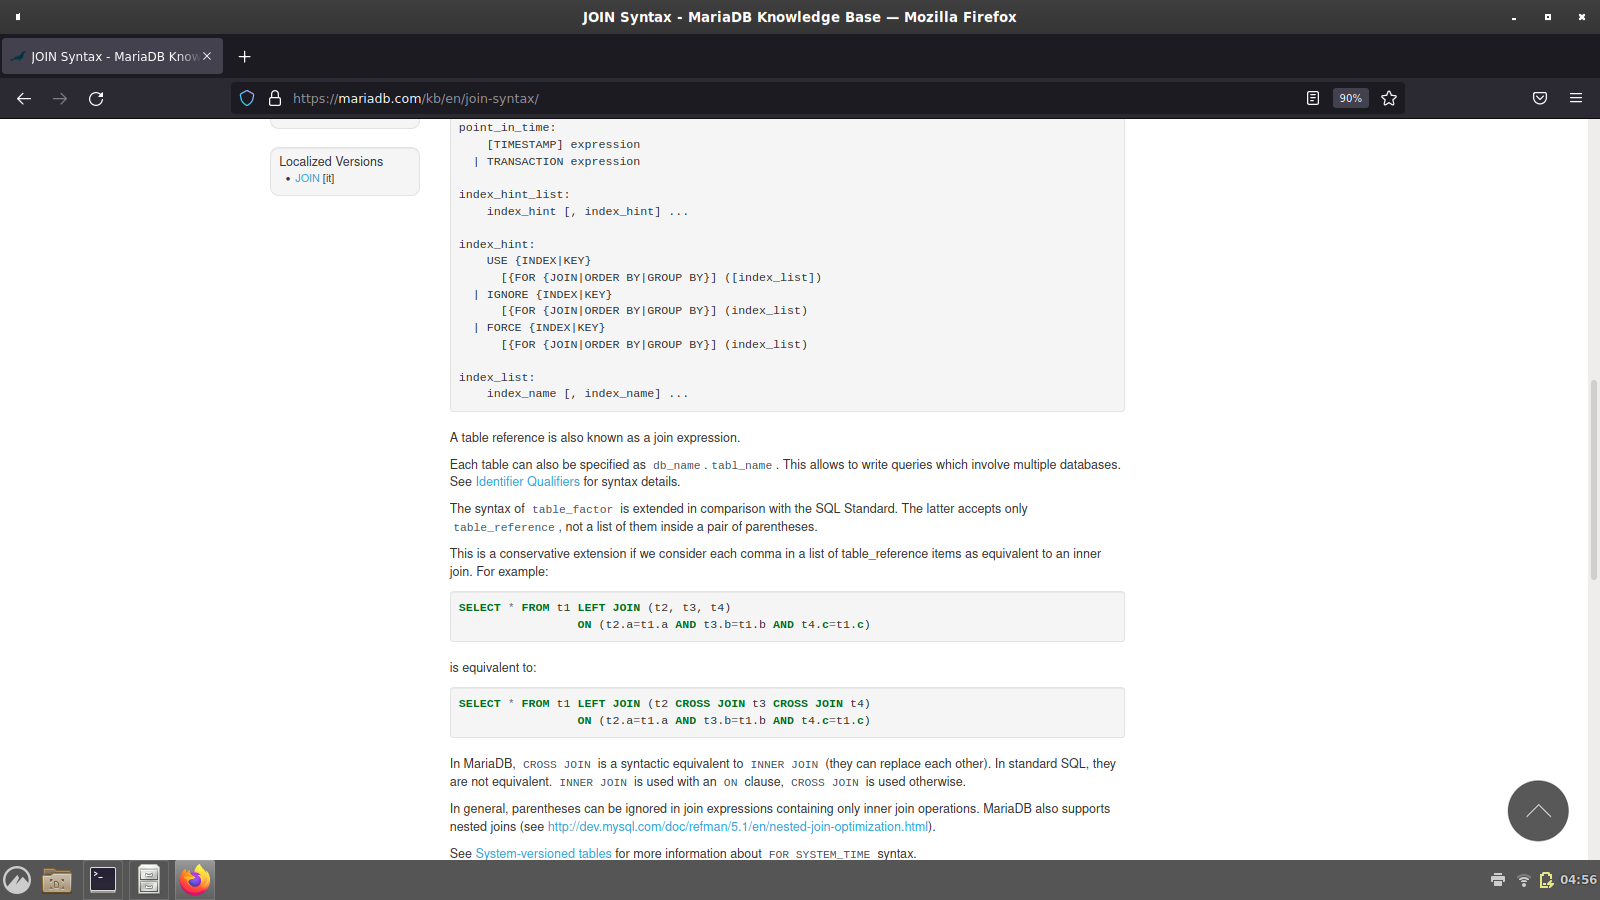 JOIN Syntax - MariaDB Knowledge Base — Mozilla Firefox
JOIN Syntax - MariaDB Know
https://mariadb.com/kb/en/join-syntax/
90%
Localized Versions
• JOIN [it]
point_in_time:
[TIMESTAMP] expression
| TRANSACTION expression
index_hint_list:
index_hint [, index_hint] ...
index_hint:
USE {INDEX|KEY}
[{FOR {JOIN|ORDER BY|GROUP BY}] ([index_list])
| IGNORE {INDEX|KEY}
[{FOR {JOIN|ORDER BY|GROUP BY}] (index_list)
| FORCE {INDEX|KEY}
[{FOR {JOIN|ORDER BY|GROUP BY}] (index_list)
index_list:
index_name [, index_name] ...
A table reference is also known as a join expression.
Each table can also be specified as db_name.tabl_name. This allows to write queries which involve multiple databases.
See Identifier Qualifiers for syntax details.
The syntax of table_factor is extended in comparison with the SQL Standard. The latter accepts only
table_reference, not a list of them inside a pair of parentheses.
This is a conservative extension if we consider each comma in a list of table_reference items as equivalent to an inner
join. For example:
SELECT * FROM t1 LEFT JOIN (t2, t3, t4)
ON (t2.a=t1.a AND t3.b=t1.b AND t4.c=t1.c)
is equivalent to:
SELECT * FROM t1 LEFT JOIN (t2 CROSS JOIN t3 CROSS JOIN t4)
ON (t2.a=t1.a AND t3.b=t1.b AND t4.c=t1.c)
In MariaDB, CROSS JOIN is a syntactic equivalent to INNER JOIN (they can replace each other). In standard SQL, they
are not equivalent. INNER JOIN is used with an ON clause, CROSS JOIN is used otherwise.
In general, parentheses can be ignored in join expressions containing only inner join operations. MariaDB also supports
nested joins (see http://dev.mysql.com/doc/refman/5.1/en/nested-join-optimization.html).
See System-versioned tables for more information about FOR SYSTEM_TIME syntax.
04:56